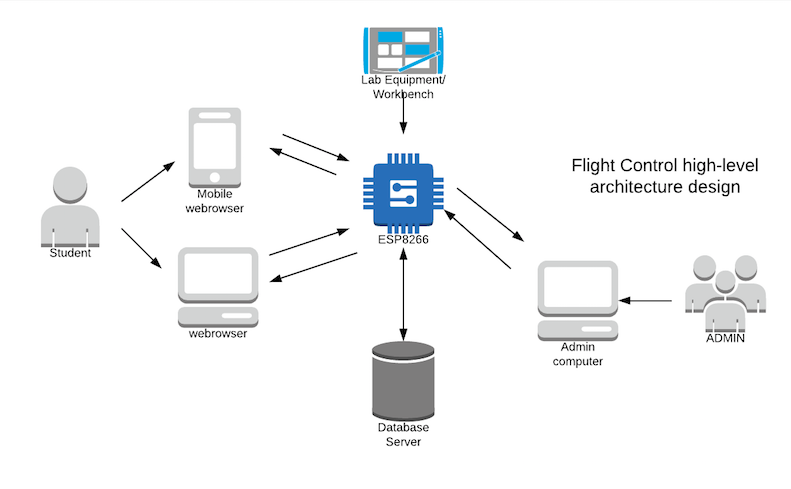 Lab Equipment/
Workbench
Flight Control high-level
architecture design
Mobile
webrowser
Student
ESP8266
webrowser
ADMIN
Admin
computer
Database
Server